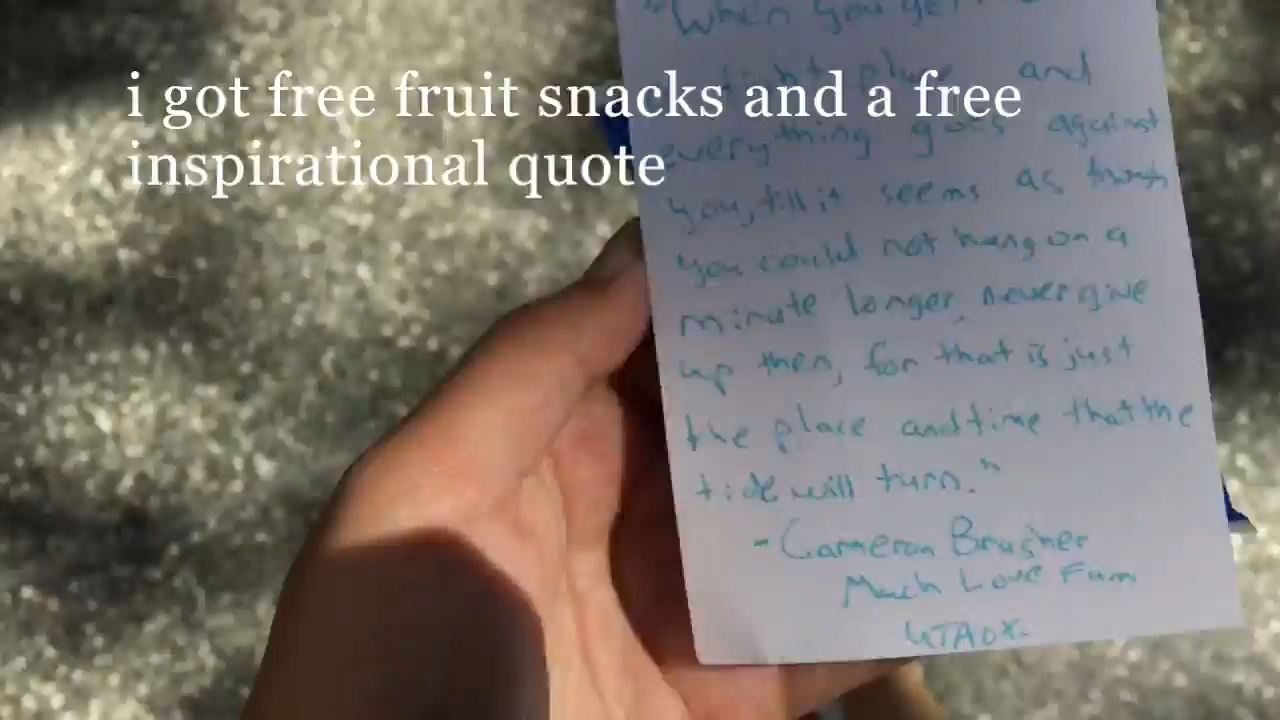 i got free fruit snacks and a free
inspirational quote
"When you get
place and
everything goes against
you, till it seems as though
you could not hang on a
minute longer, never give
up then, for that is just
the place and time that the
tide will turn."
- Cameron
Much Love Fam